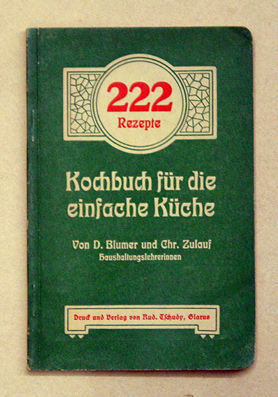 222
Rezepte
Kochbuch für die
einfache Küche
Von D. Blumer und Chr. Zulauf
Haushaltungslehrerinnen
Druck und Verlag von Rud. Tschudy, Glarus